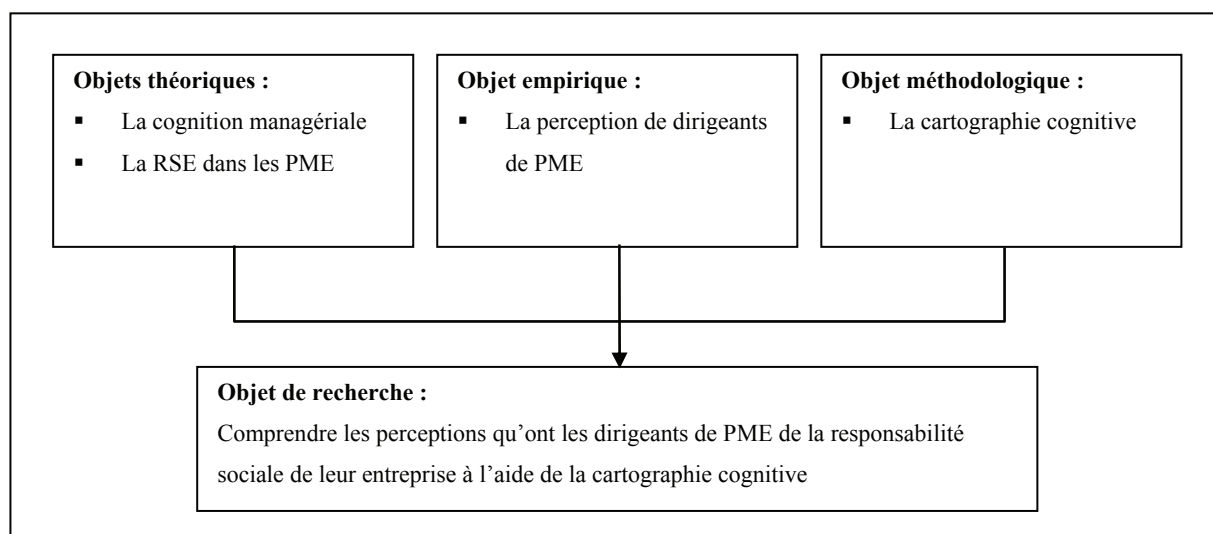 Objets théoriques :
▪ La cognition managériale
▪ La RSE dans les PME
Objet empirique :
▪ La perception de dirigeants
de PME
Objet méthodologique :
▪ La cartographie cognitive
Objet de recherche :
Comprendre les perceptions qu’ont les dirigeants de PME de la responsabilité
sociale de leur entreprise à l’aide de la cartographie cognitive